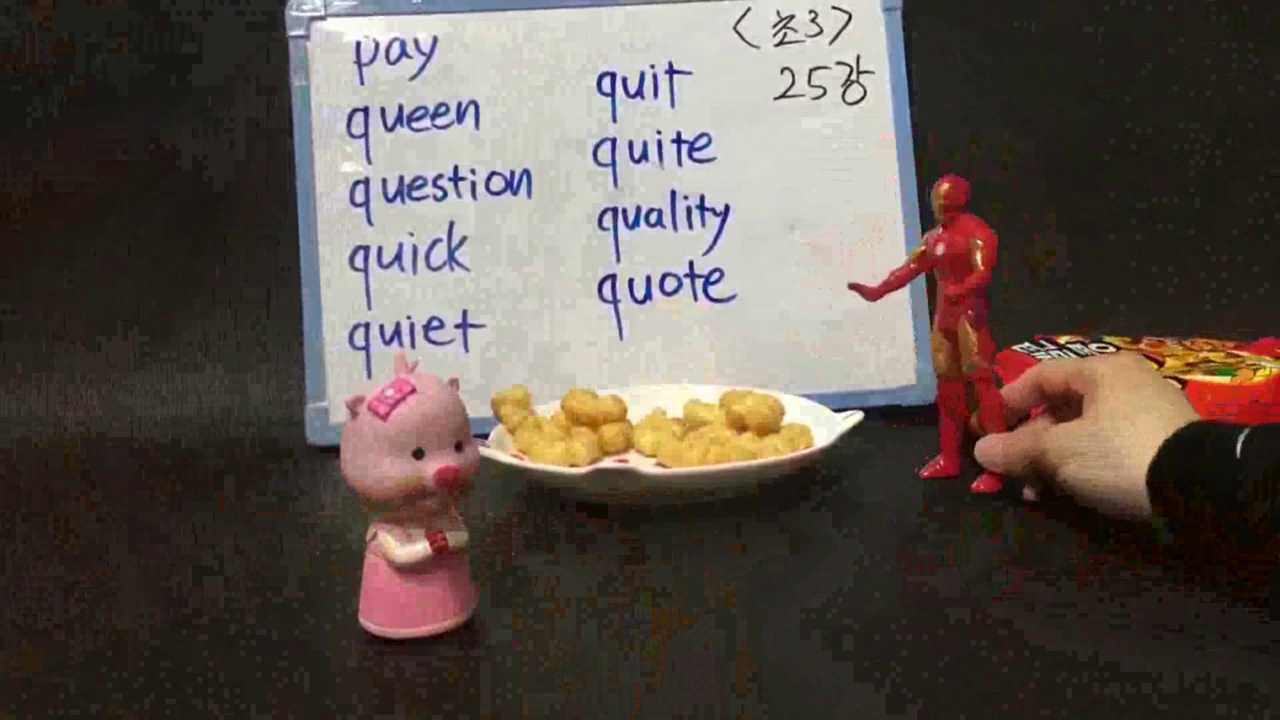 pay
queen
question
quick
quiet
quit
quite
quality
quote
<초3>
25강